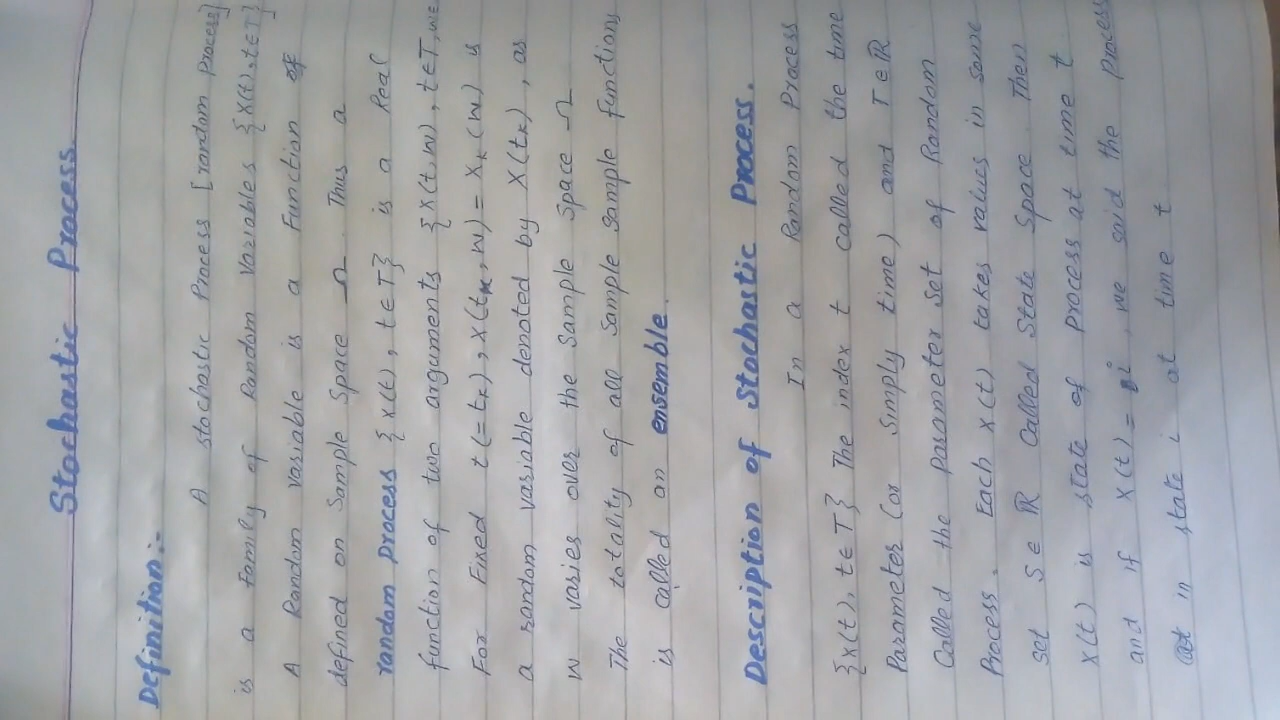 Stochastic Process
Definition:-
A stochastic Process [random Process]
is a family of Random variables {X(t), t∈T}
A Random variable is a Function of
defined on Sample Space Ω. Thus a
random process {x(t), t∈T} is a Real
function of two arguments {X(t,w), t∈T, w∈
For Fixed t(=tₖ), X(tₖ,w) = Xₖ(w) is
a random variable denoted by X(tₖ), as
w varies over the Sample Space Ω
The totality of all Sample sample functions
is called an ensemble.
Description of Stochastic Process.
In a Random Process
{x(t), t∈T} The index t called the time
Parameter (or Simply time) and T∈ℝ
Called the parameter set of Random
Process. Each X(t) takes values in some
set S∈ℝ Called State Space. Then
X(t) is state of process at time t
and if X(t) = i, we said the process
in state i at time t